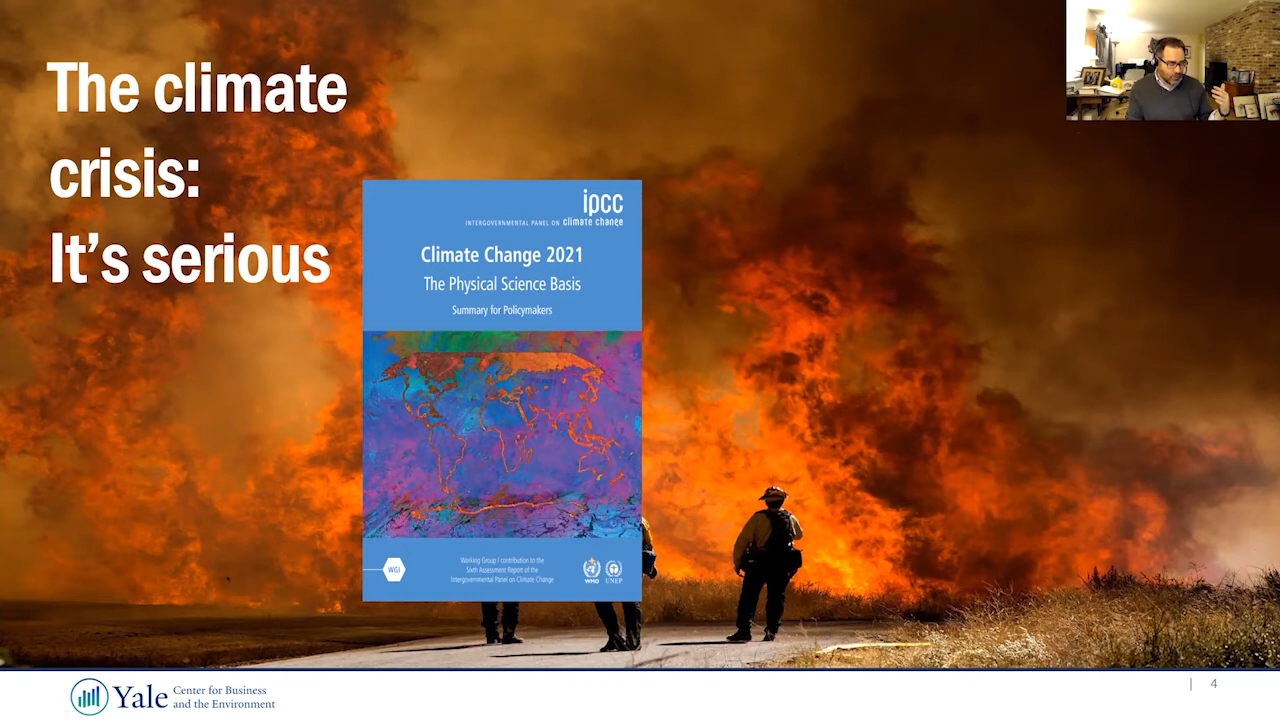 The climate
crisis:
It's serious
ipcc
INTERGOVERNMENTAL PANEL ON climate change
Climate Change 2021
The Physical Science Basis
Summary for Policymakers
WGI
Working Group I contribution to the
Sixth Assessment Report of the
Intergovernmental Panel on Climate Change
WMO
UNEP
Yale
Center for Business
and the Environment
| 4